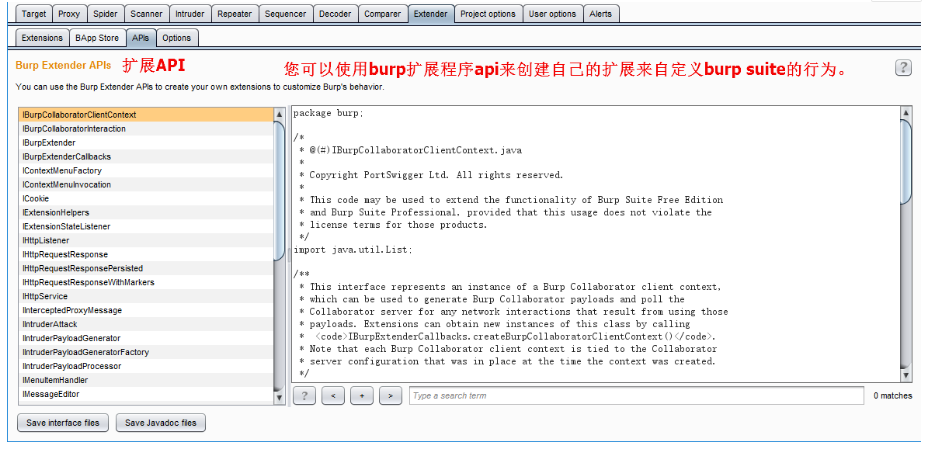 Target Proxy Spider Scanner Intruder Repeater Sequencer Decoder Comparer Extender Project options User options Alerts
Extensions BApp Store APIs Options
Burp Extender APIs 扩展API 您可以使用burp扩展程序api来创建自己的扩展来自定义burp suite的行为。 ?
You can use the Burp Extender APIs to create your own extensions to customize Burp's behavior.
IBurpCollaboratorClientContext
IBurpCollaboratorInteraction
IBurpExtender
IBurpExtenderCallbacks
IContextMenuFactory
IContextMenuInvocation
ICookie
IExtensionHelpers
IExtensionStateListener
IHttpListener
IHttpRequestResponse
IHttpRequestResponsePersisted
IHttpRequestResponseWithMarkers
IHttpService
IInterceptedProxyMessage
IIntruderAttack
IIntruderPayloadGenerator
IIntruderPayloadGeneratorFactory
IIntruderPayloadProcessor
IMenuItemHandler
IMessageEditor
package burp;
/*
* @(#)IBurpCollaboratorClientContext.java
*
* Copyright PortSwigger Ltd. All rights reserved.
*
* This code may be used to extend the functionality of Burp Suite Free Edition
* and Burp Suite Professional, provided that this usage does not violate the
* license terms for those products.
*/
import java.util.List;
/**
* This interface represents an instance of a Burp Collaborator client context,
* which can be used to generate Burp Collaborator payloads and poll the
* Collaborator server for any network interactions that result from using those
* payloads. Extensions can obtain new instances of this class by calling
* <code>IBurpExtenderCallbacks.createBurpCollaboratorClientContext()</code>.
* Note that each Burp Collaborator client context is tied to the Collaborator
* server configuration that was in place at the time the context was created.
*/
? < + > Type a search term 0 matches
Save interface files Save Javadoc files